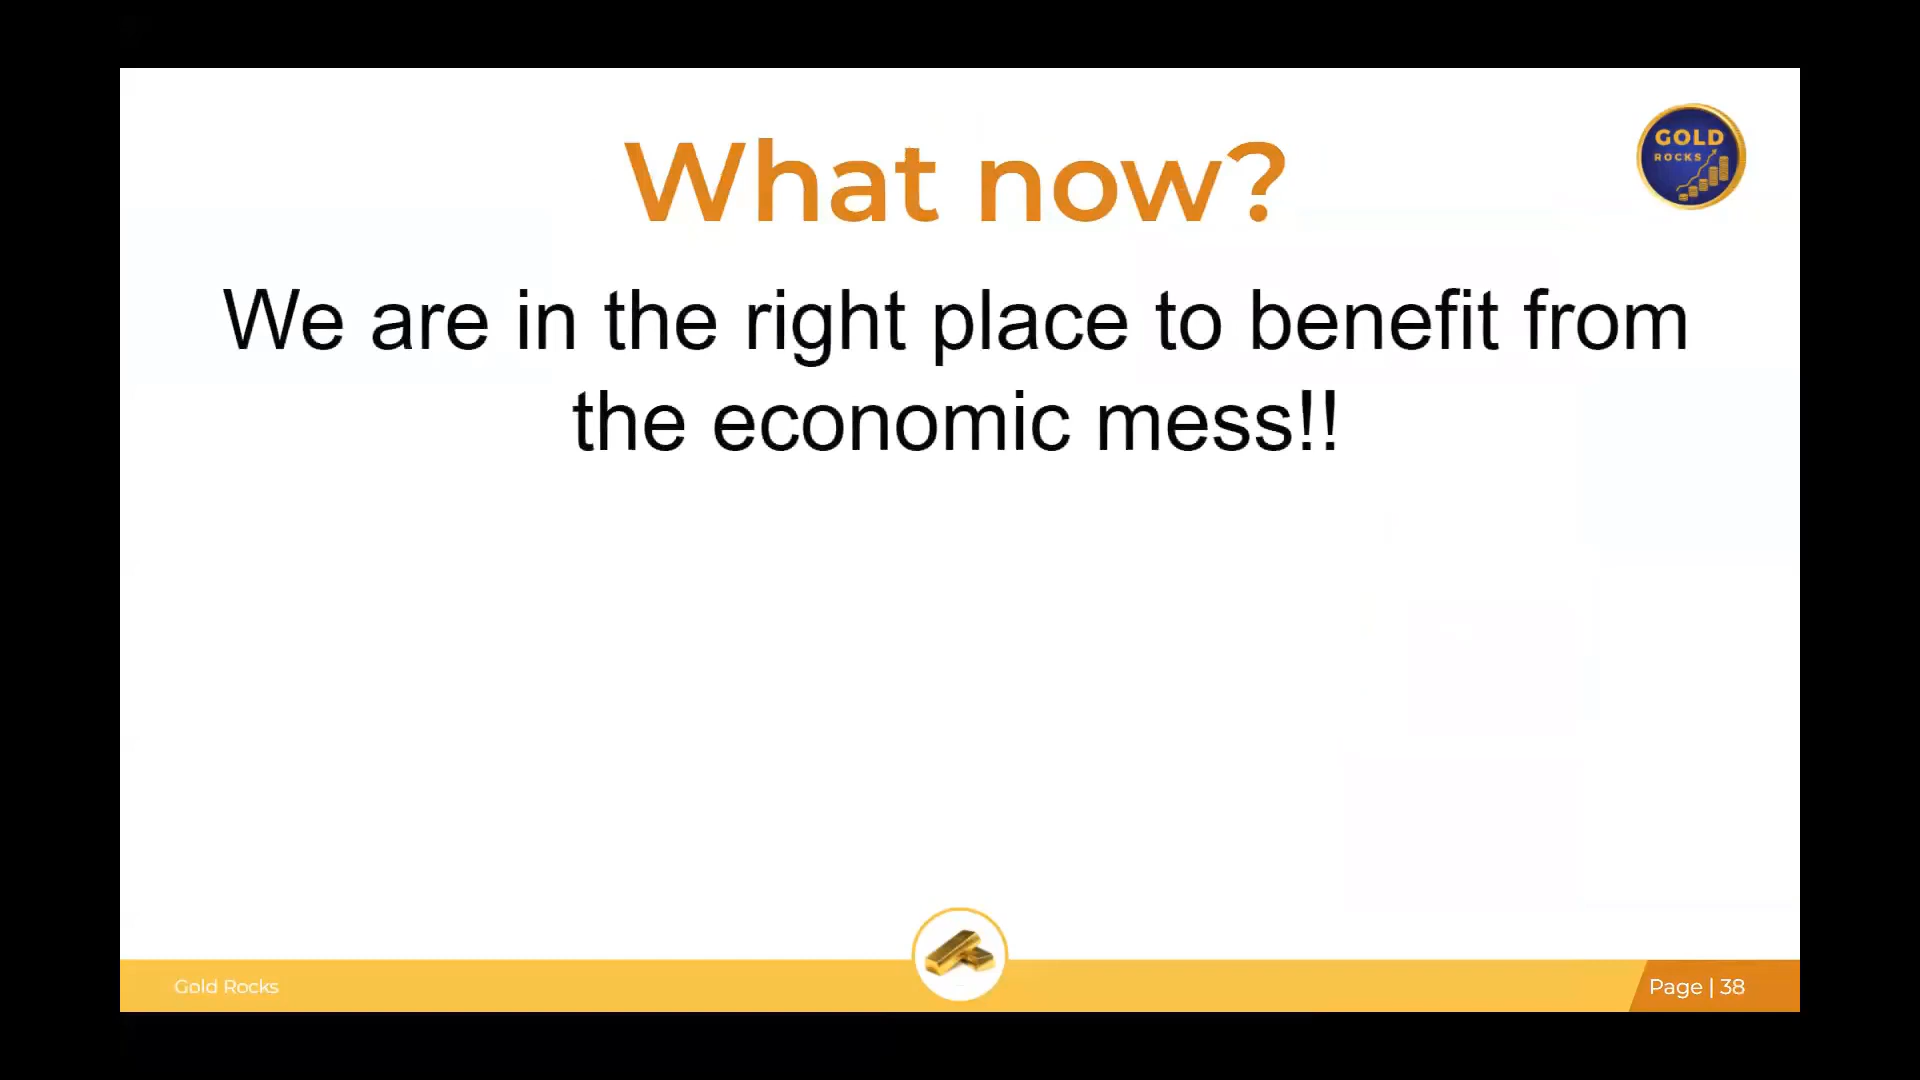 What now?
GOLD
ROCKS
We are in the right place to benefit from
the economic mess!!
Gold Rocks
Page | 38